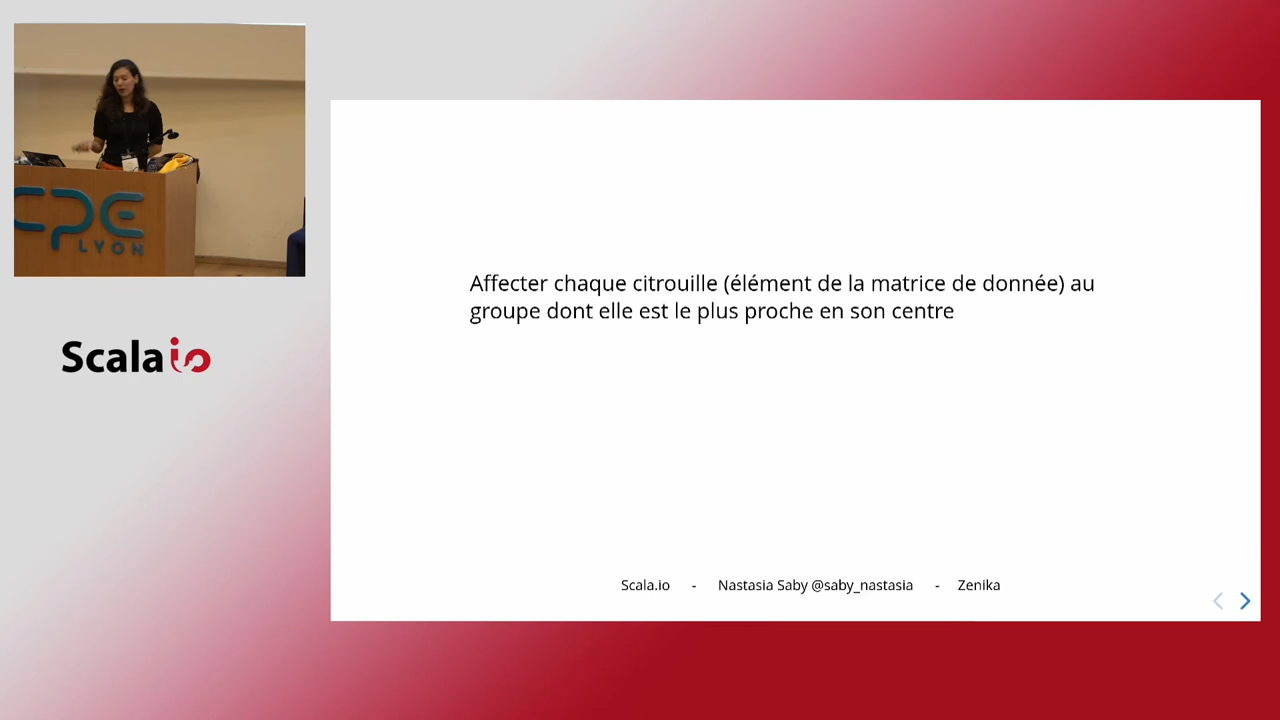 CPE
LYON
Scala.io
Affecter chaque citrouille (élément de la matrice de donnée) au
groupe dont elle est le plus proche en son centre
Scala.io - Nastasia Saby @saby_nastasia - Zenika